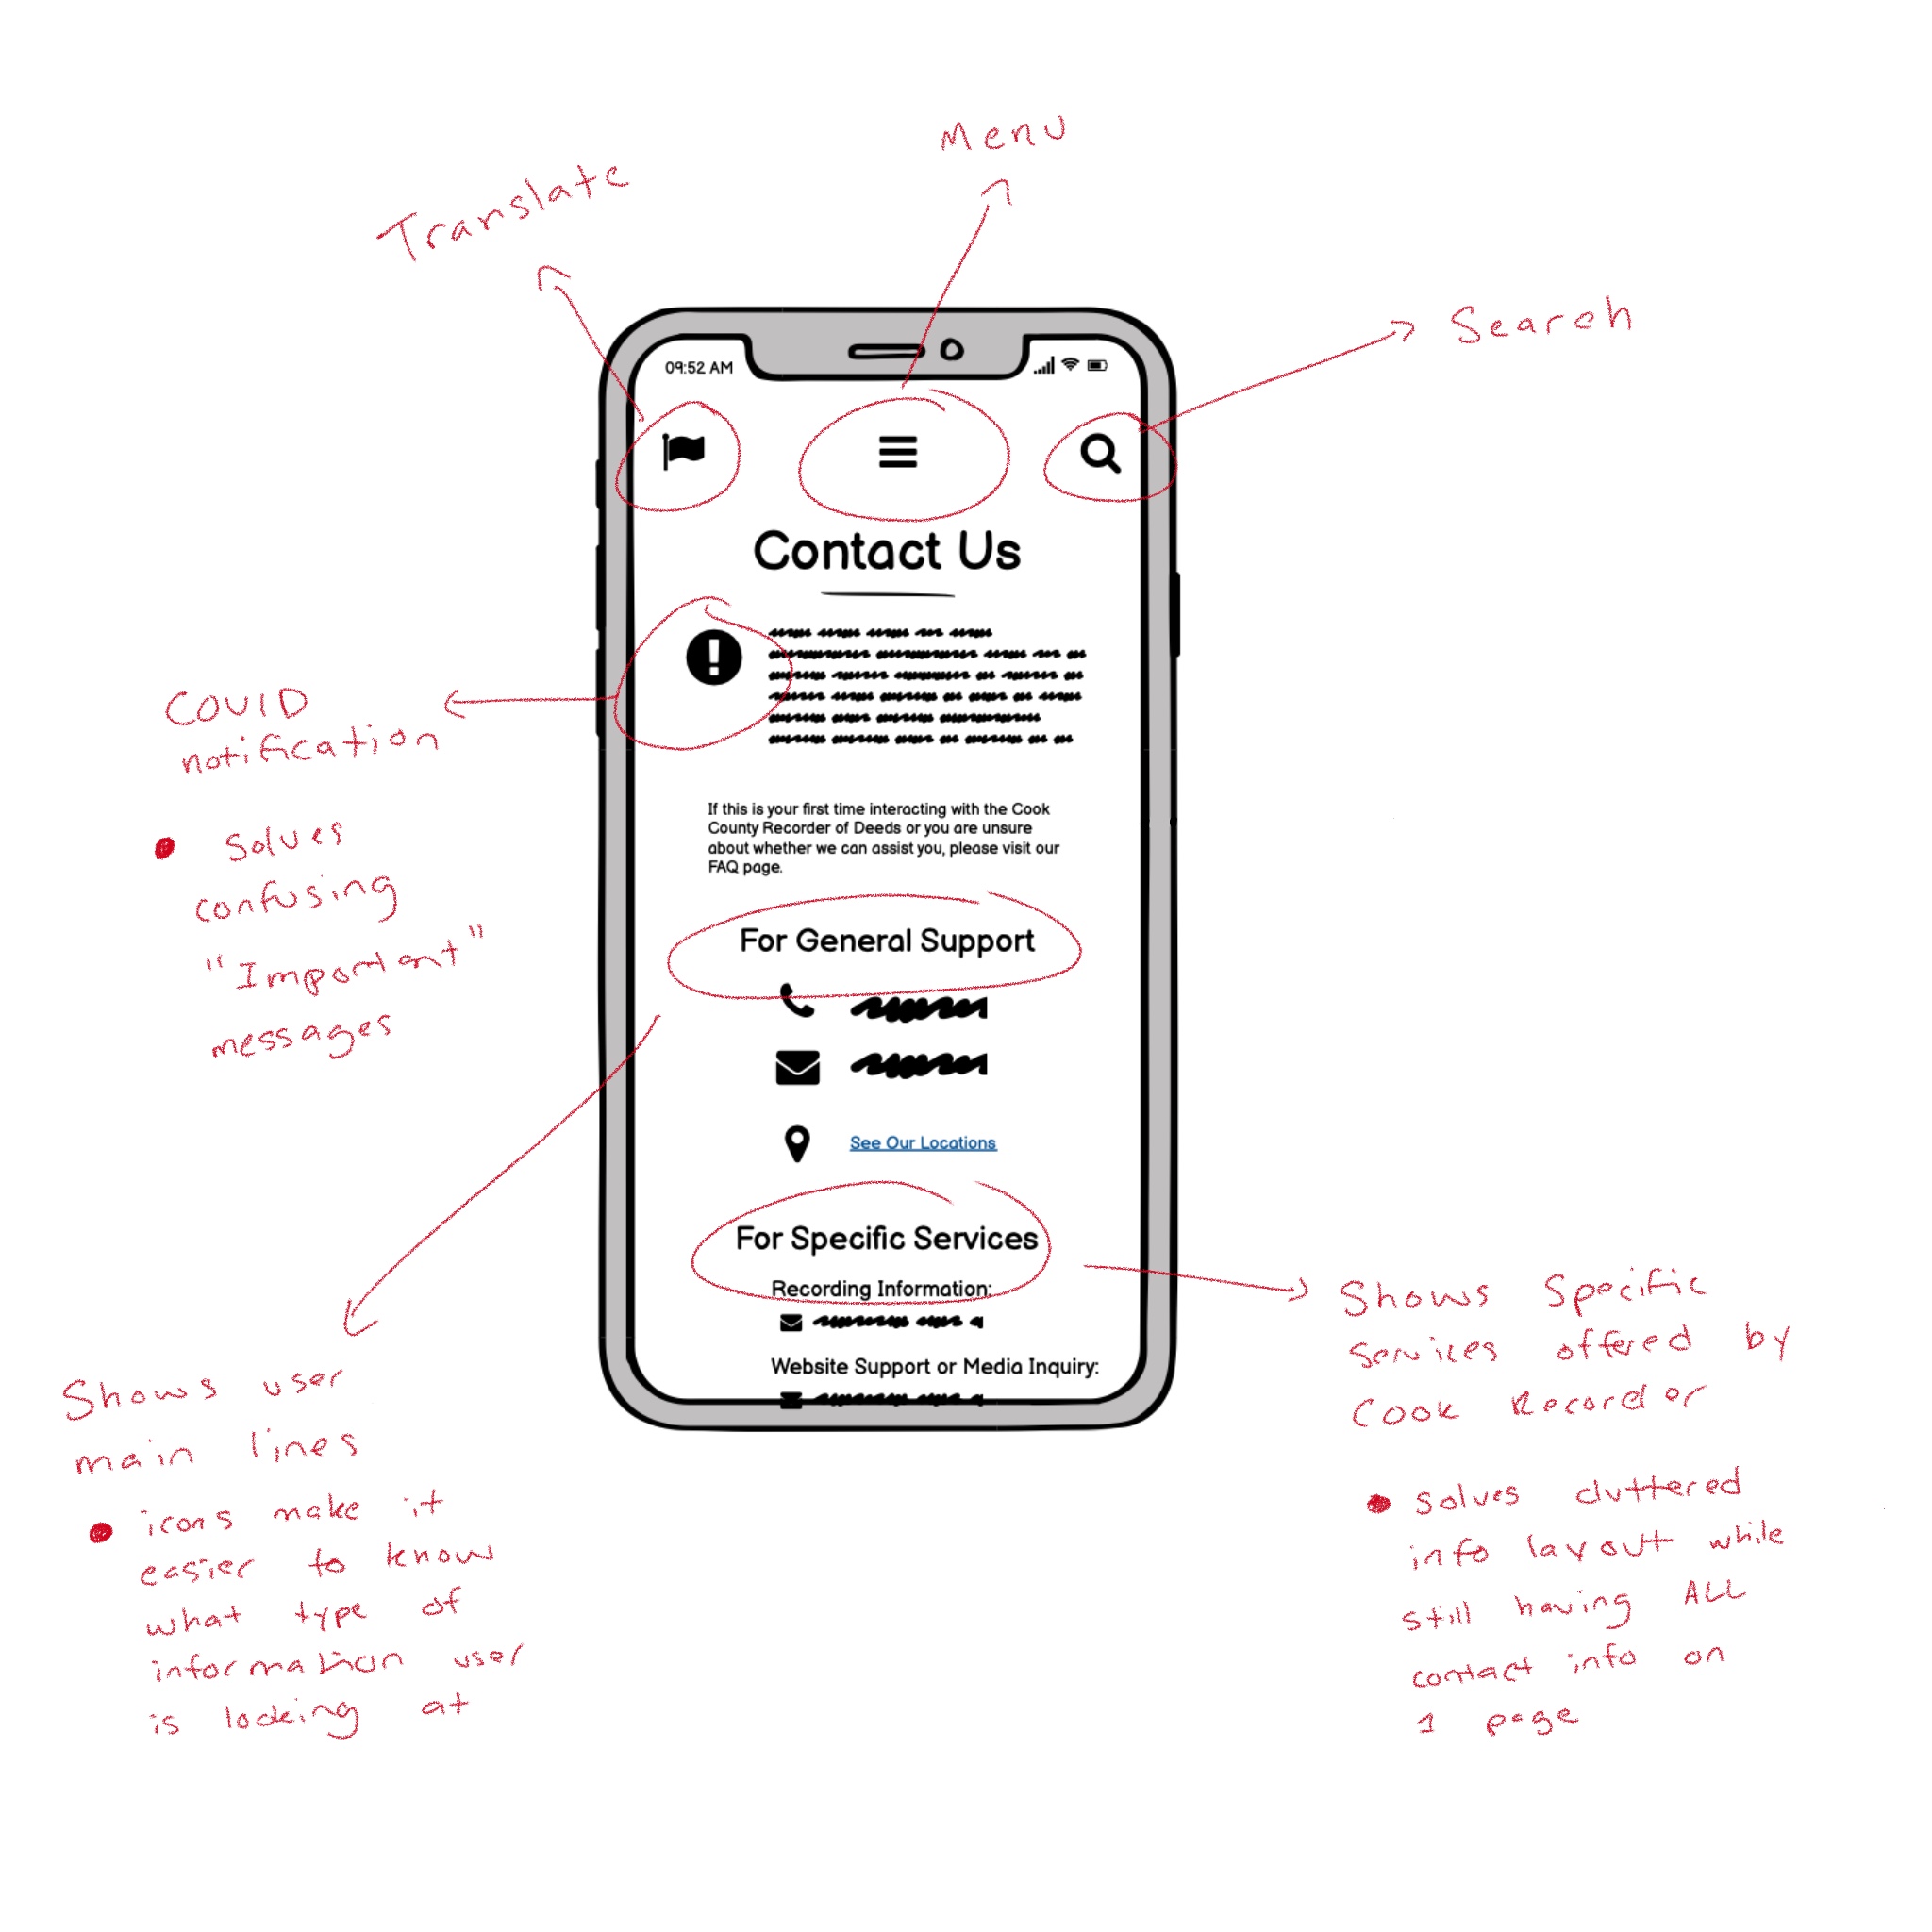 Menu
Translate
Search
09:52 AM
Contact Us
COVID
notification
• Solves
confusing
"Important"
messages
If this is your first time interacting with the Cook
County Recorder of Deeds or you are unsure
about whether we can assist you, please visit our
FAQ page.
For General Support
See Our Locations
For Specific Services
Recording Information:
Website Support or Media Inquiry:
Shows user
main lines
• icons make it
easier to know
what type of
information user
is looking at
Shows Specific
Services offered by
Cook Recorder
• Solves cluttered
info layout while
still having ALL
contact info on
1 page